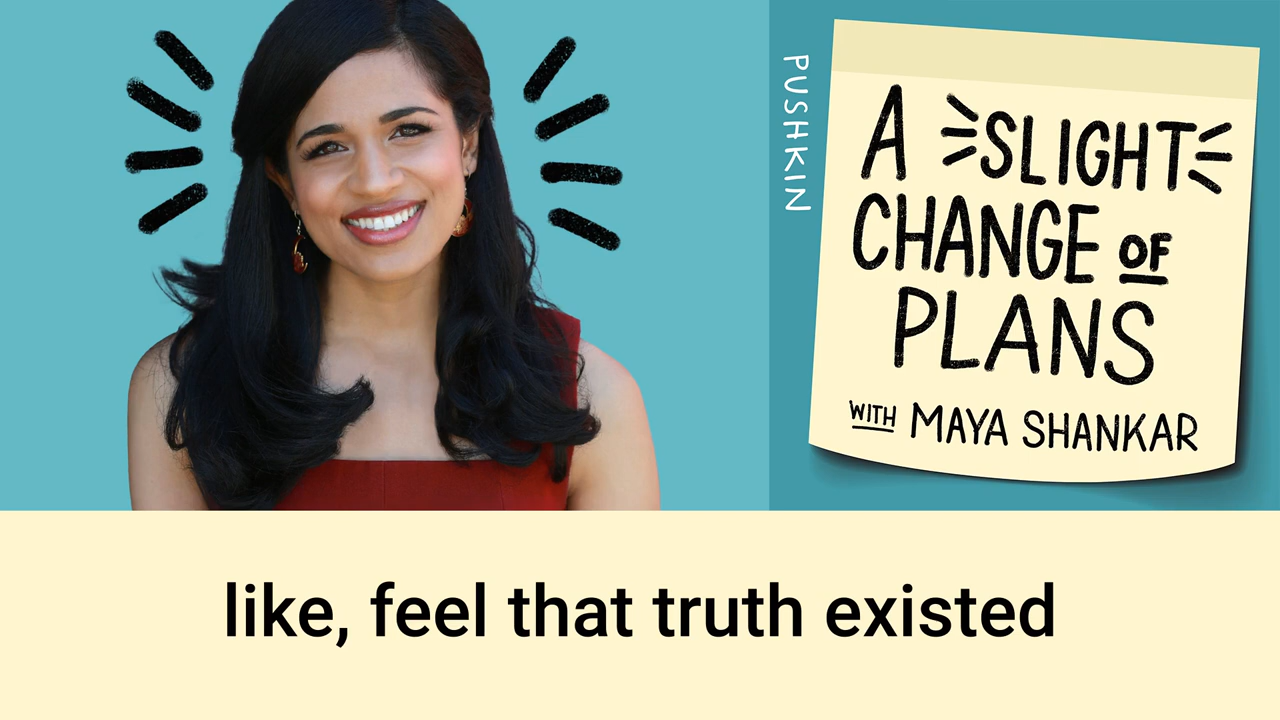 PUSHKIN
A SLIGHT
CHANGE OF
PLANS
WITH MAYA SHANKAR
like, feel that truth existed